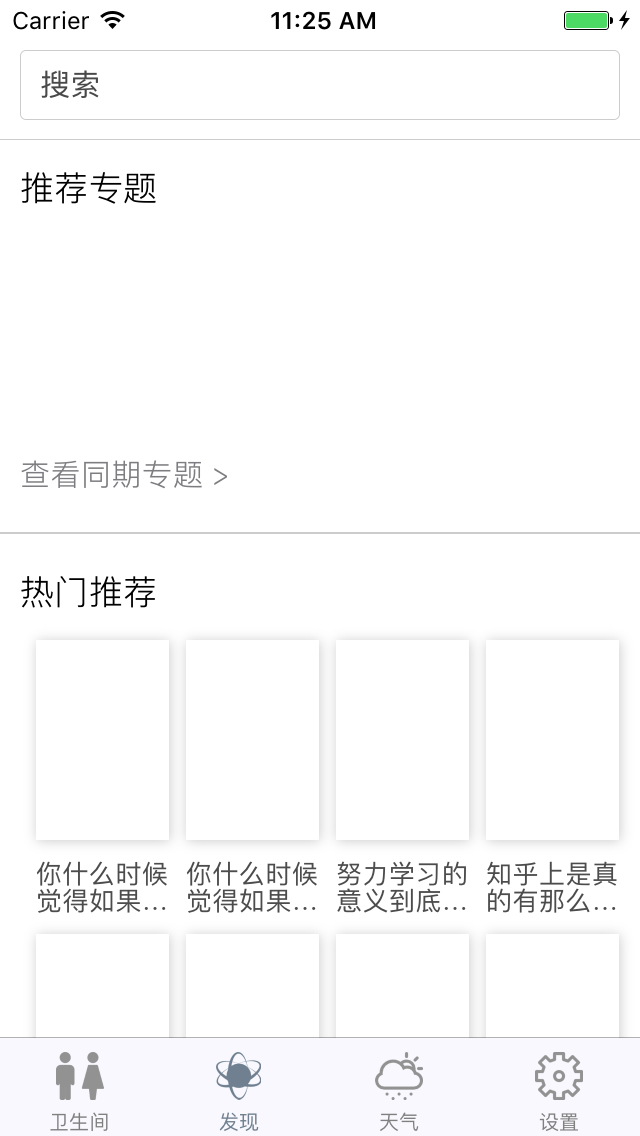 Carrier 11:25 AM
搜索
推荐专题
查看同期专题 >
热门推荐
你什么时候 你什么时候 努力学习的 知乎上是真
觉得如果... 觉得如果... 意义到底... 的有那么...
卫生间 发现 天气 设置